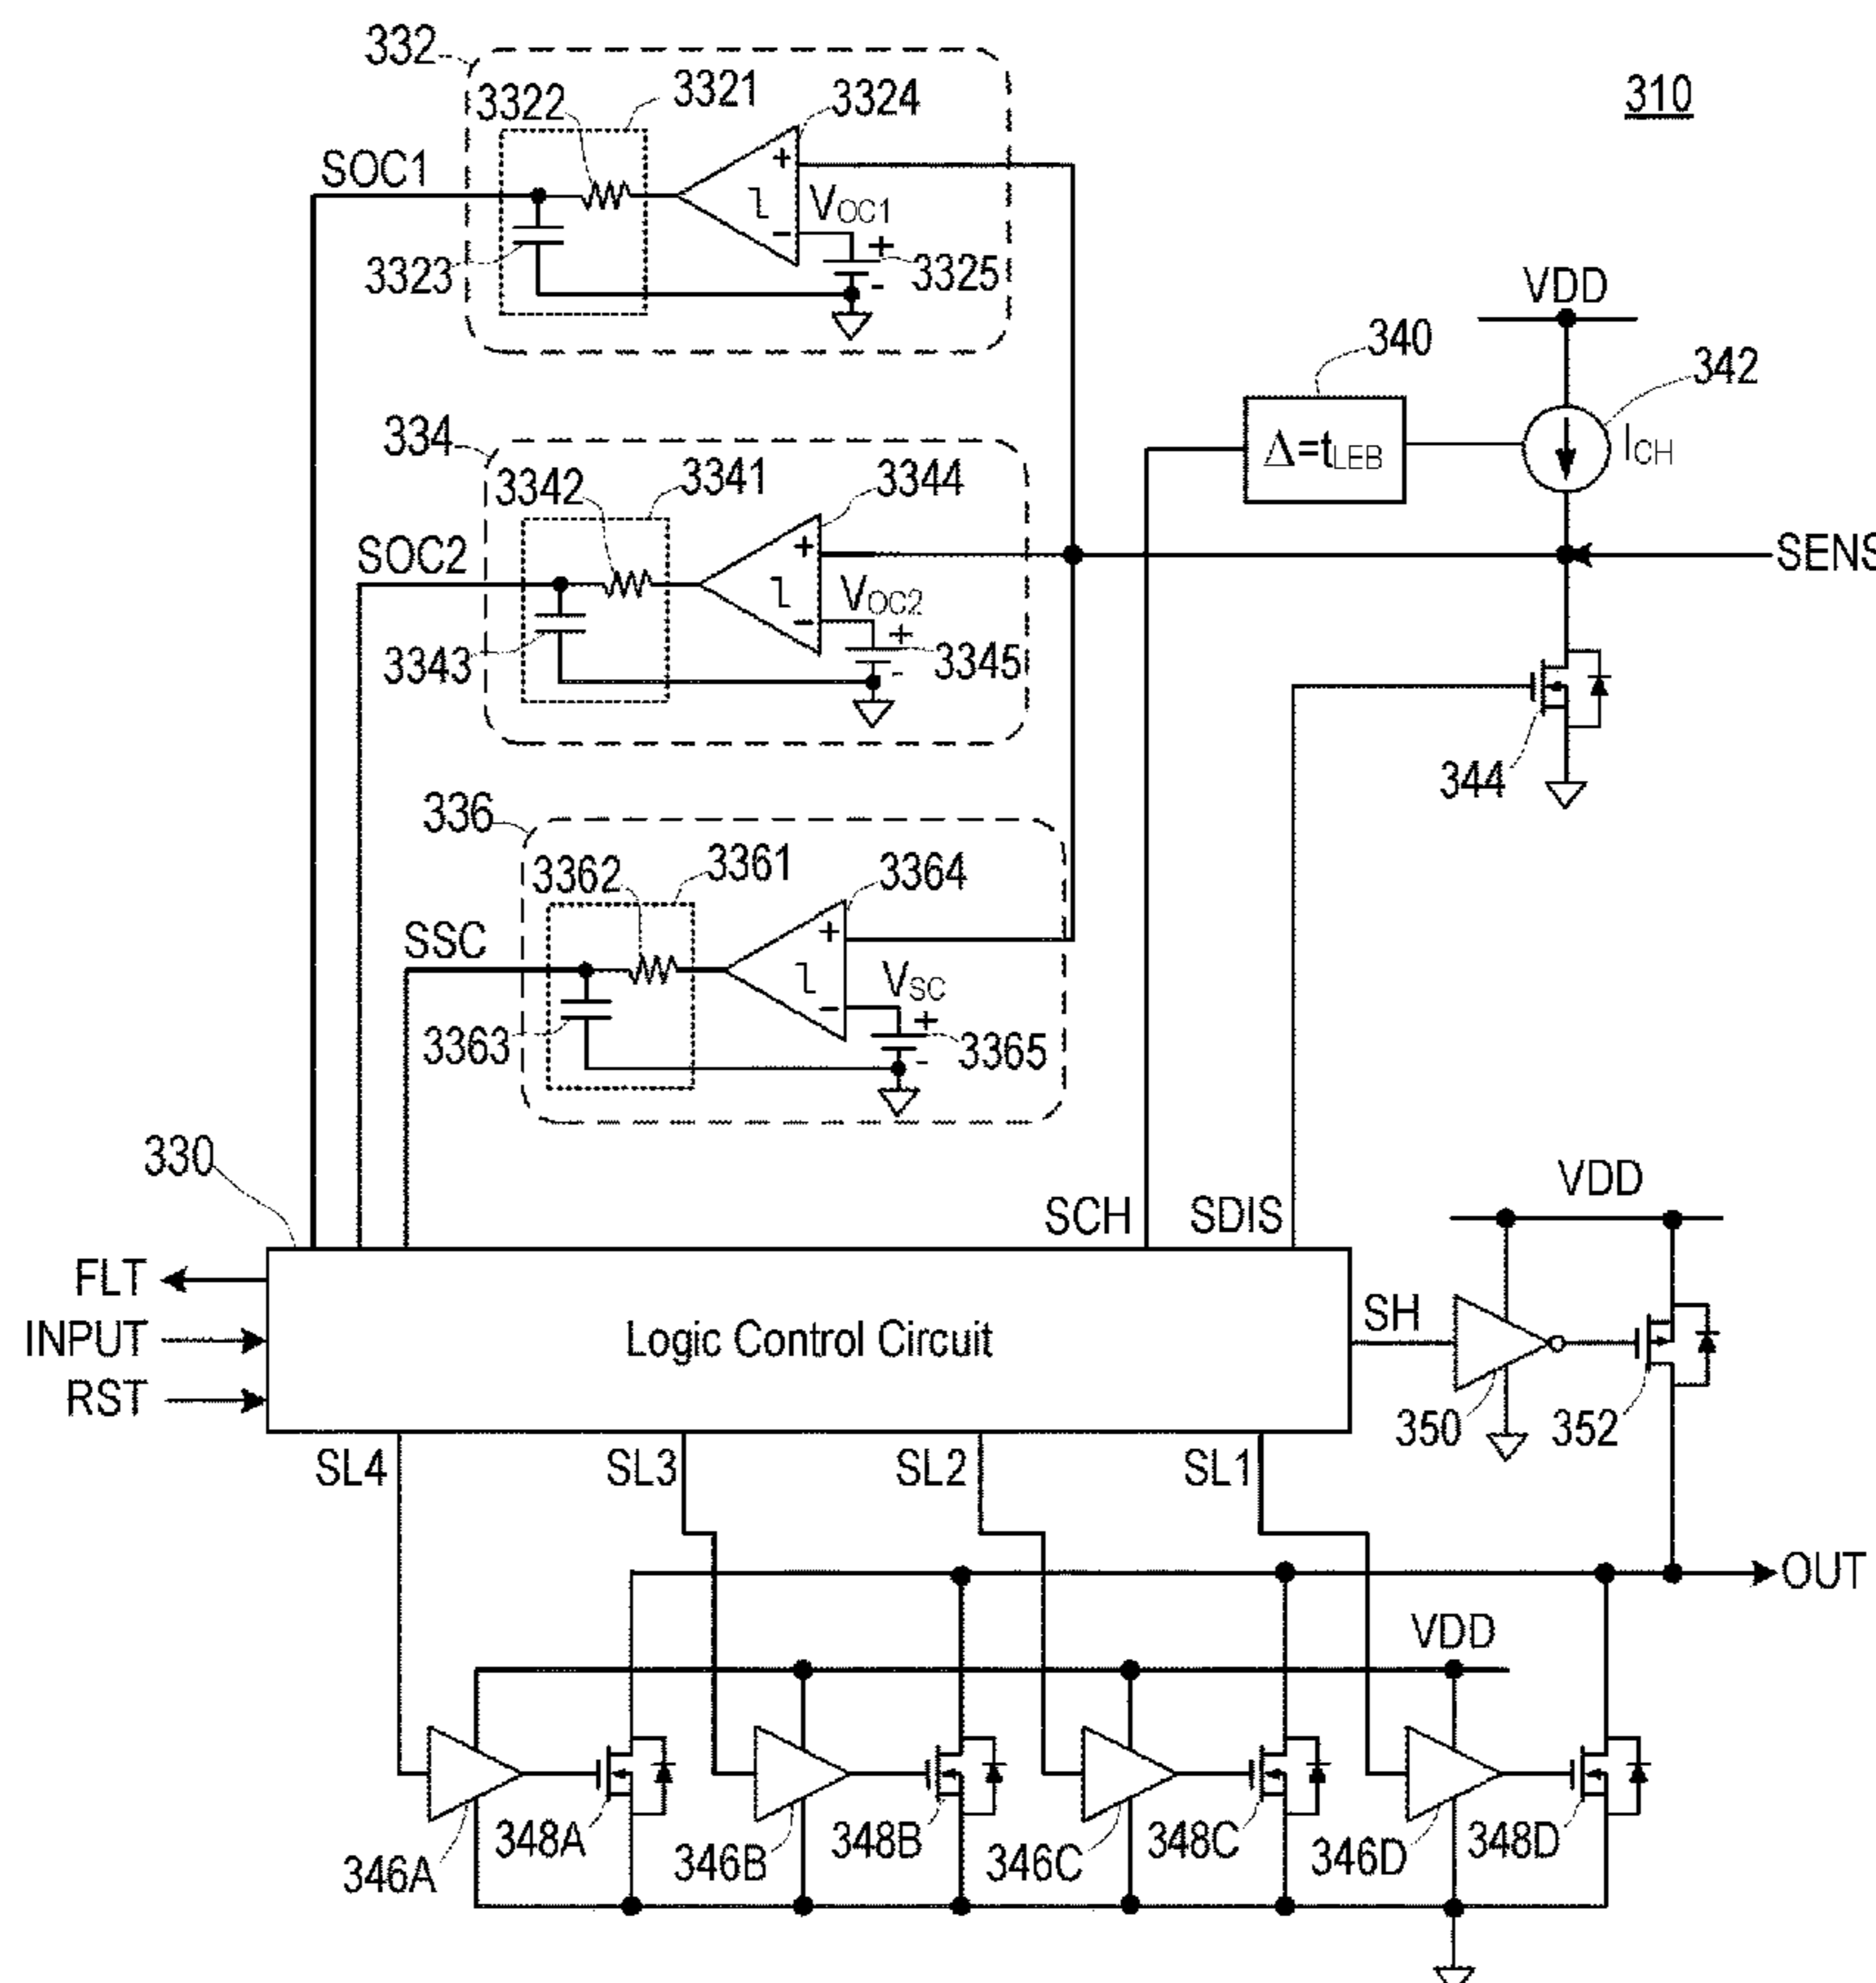 310
332
3322
3321
3324
SOC1
+
VOC1
−
+
3323
3325
-
VDD
340
342
Δ=tLEB
ICH
334
3342
3341
3344
SOC2
+
SENS
VOC2
−
+
3343
3345
-
344
336
3362
3361
3364
SSC
+
VSC
−
+
3363
3365
-
330
SCH
SDIS
VDD
FLT
INPUT
RST
Logic Control Circuit
SH
350
352
SL4
SL3
SL2
SL1
OUT
VDD
346A
348A
346B
348B
346C
348C
346D
348D